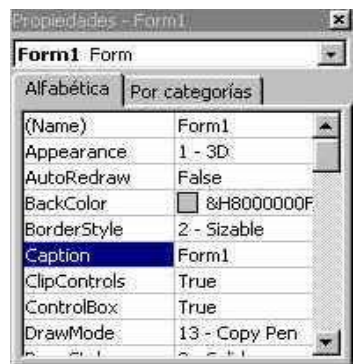 Propiedades - Form1
Form1 Form
Alfabética Por categorías
(Name) Form1
Appearance 1 - 3D
AutoRedraw False
BackColor &H8000000F
BorderStyle 2 - Sizable
Caption Form1
ClipControls True
ControlBox True
DrawMode 13 - Copy Pen